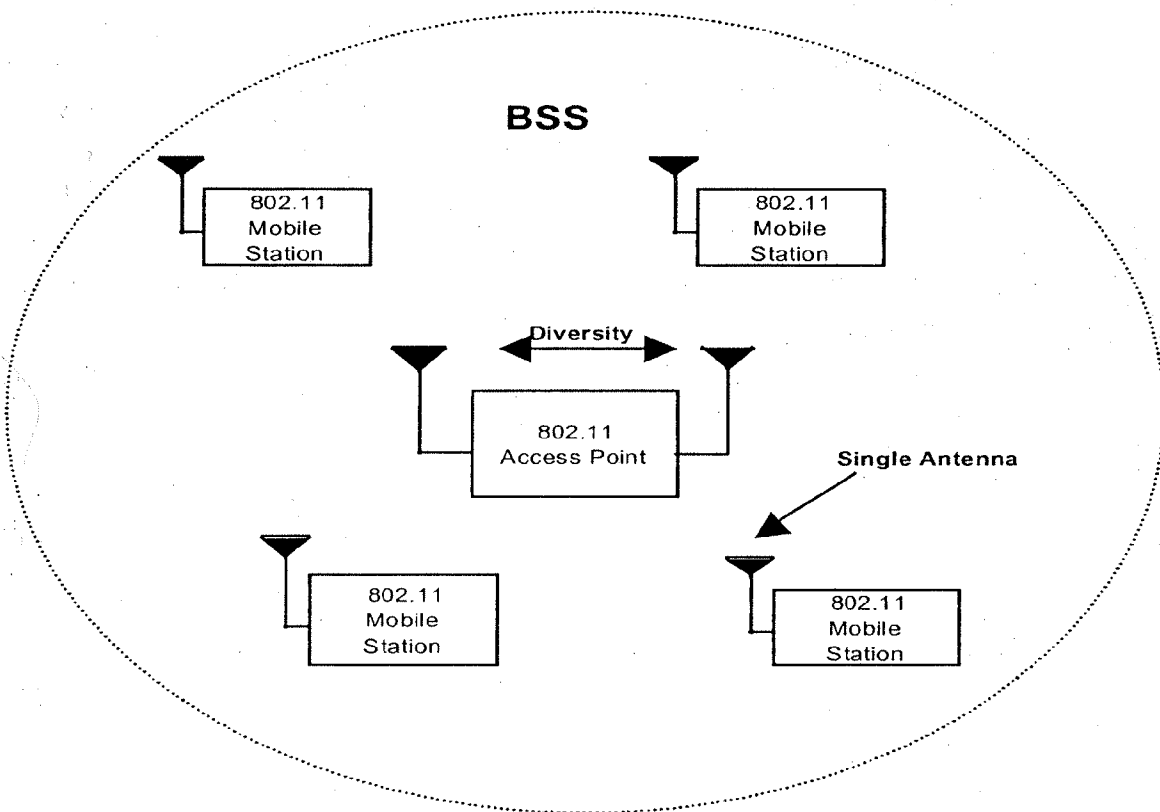 BSS
802.11
Mobile
Station
802.11
Mobile
Station
Diversity
802.11
Access Point
Single Antenna
802.11
Mobile
Station
802.11
Mobile
Station